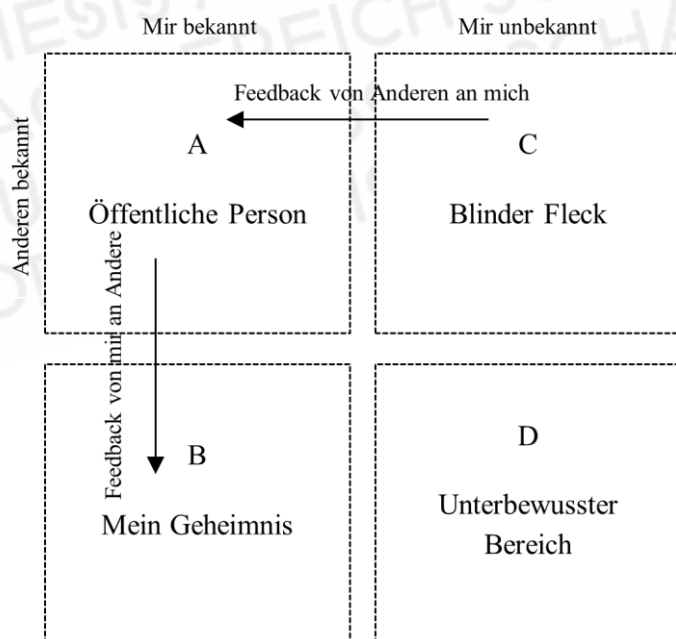 Mir bekannt
Mir unbekannt
Anderen bekannt
Feedback von Anderen an mich
A
Öffentliche Person
C
Blinder Fleck
Feedback von mir an Andere
B
Mein Geheimnis
D
Unterbewusster
Bereich